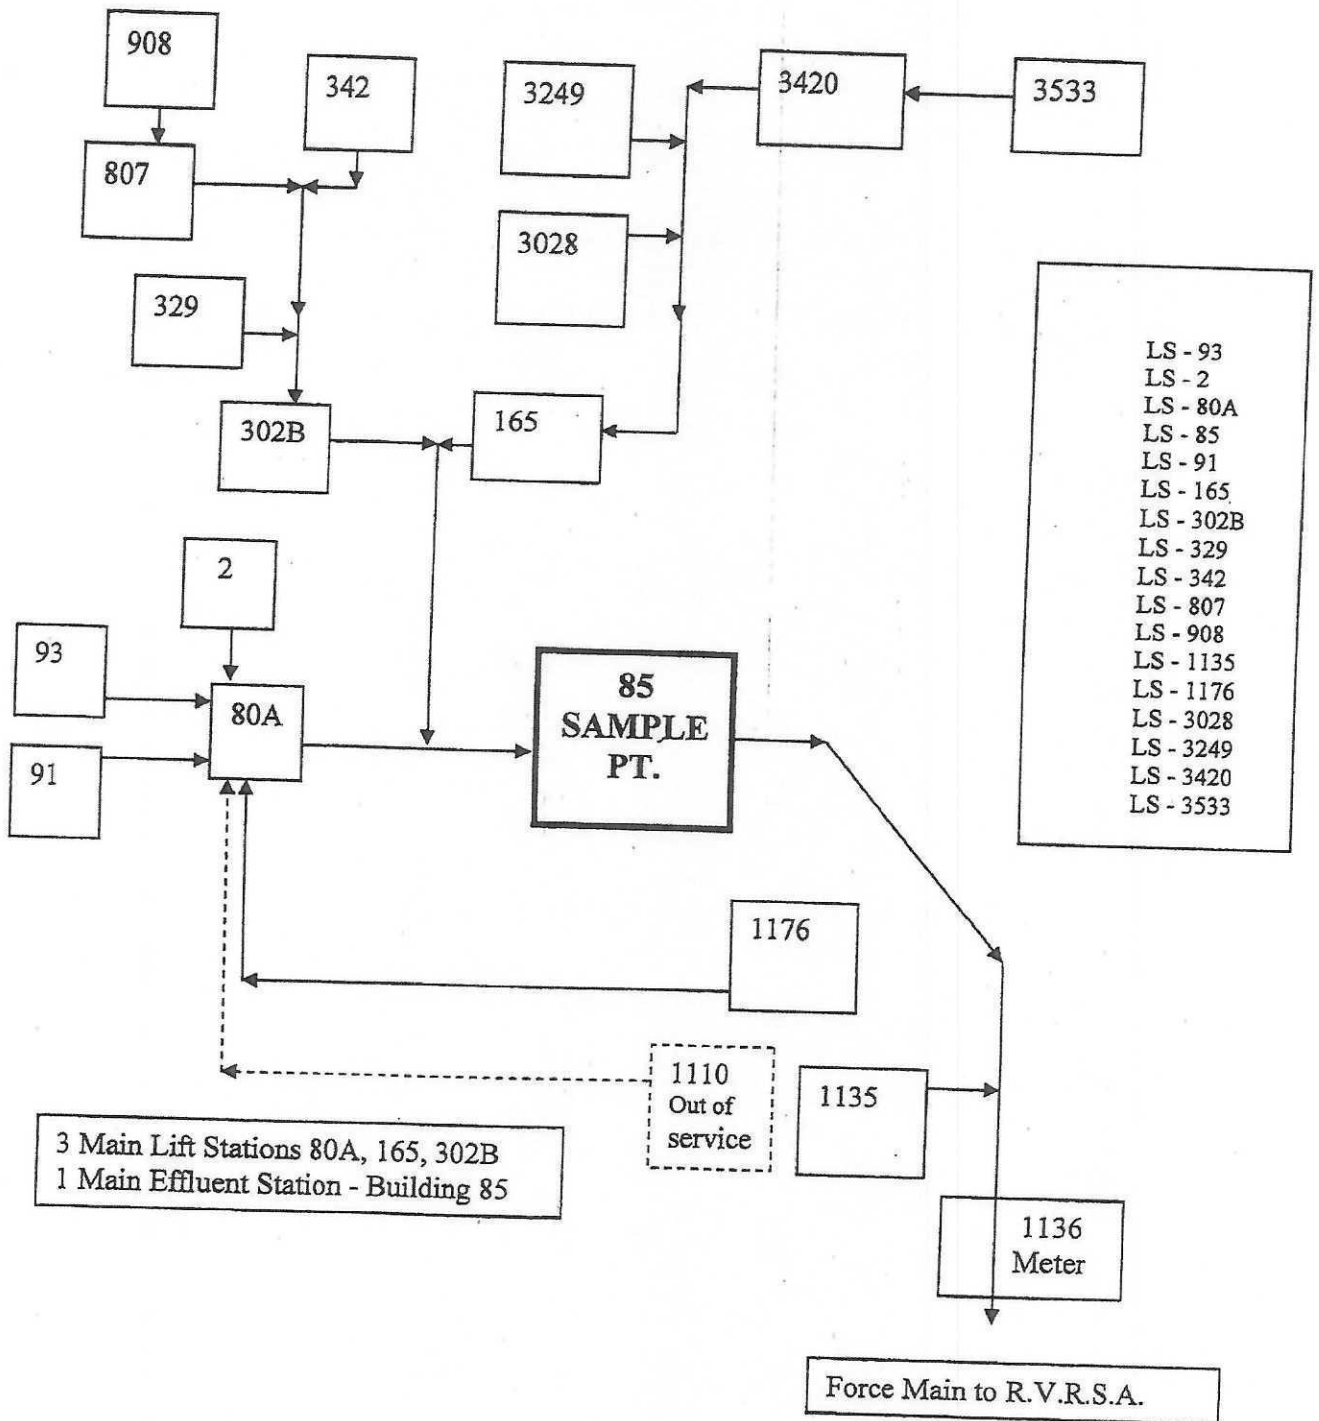 908
342
3249
3420
3533
807
3028
329
302B
165
LS - 93
LS - 2
LS - 80A
LS - 85
LS - 91
LS - 165
LS - 302B
LS - 329
LS - 342
LS - 807
LS - 908
LS - 1135
LS - 1176
LS - 3028
LS - 3249
LS - 3420
LS - 3533
2
93
80A
91
85
SAMPLE
PT.
1176
1110
Out of
service
1135
3 Main Lift Stations 80A, 165, 302B
1 Main Effluent Station - Building 85
1136
Meter
Force Main to R.V.R.S.A.